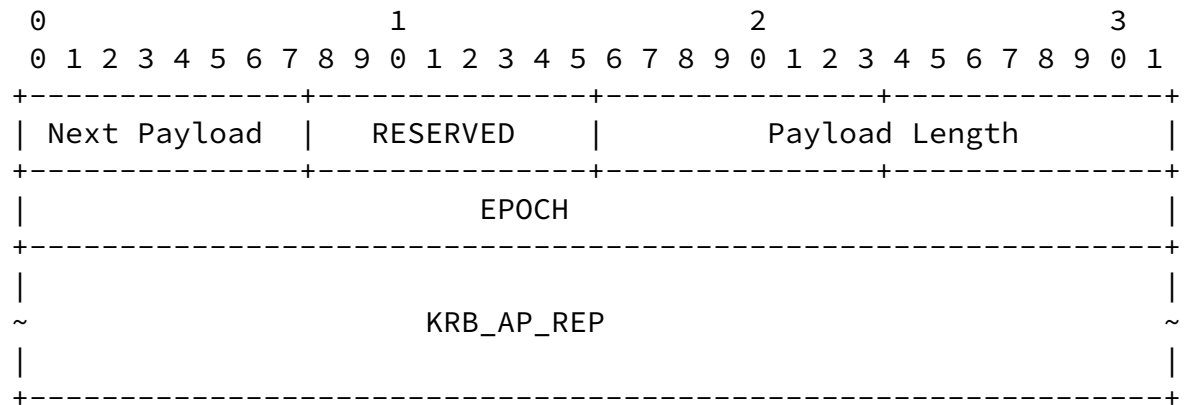 0 1 2 3
0 1 2 3 4 5 6 7 8 9 0 1 2 3 4 5 6 7 8 9 0 1 2 3 4 5 6 7 8 9 0 1
+---------------+---------------+---------------+---------------+
| Next Payload | RESERVED | Payload Length |
+---------------+---------------+---------------+---------------+
| EPOCH |
+---------------------------------------------------------------+
| |
~ KRB_AP_REP ~
| |
+---------------------------------------------------------------+